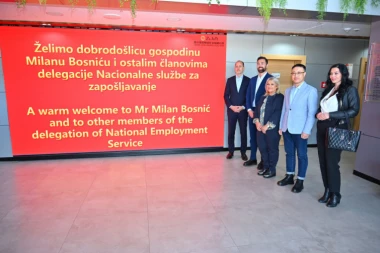 Želimo dobrodošlicu gospodinu
Milanu Bosniću i ostalim članovima
delegacije Nacionalne službe za
zapošljavanje
A warm welcome to Mr Milan Bosnić
and to other members of the
delegation of National Employment
Service